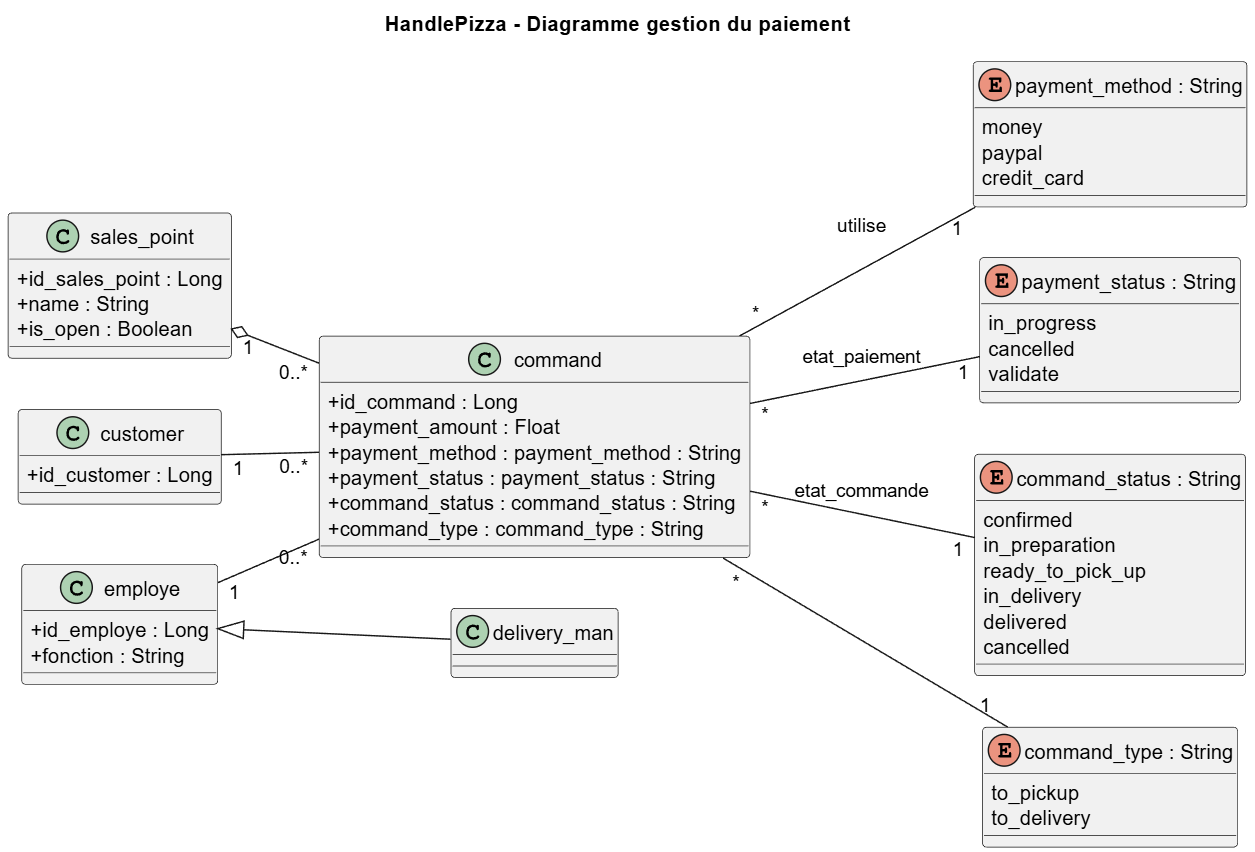 HandlePizza - Diagramme gestion du paiement
E payment_method : String
money
paypal
credit_card
utilise
1
*
C sales_point
+id_sales_point : Long
+name : String
+is_open : Boolean
1
0..*
E payment_status : String
in_progress
cancelled
validate
etat_paiement
1
*
C command
+id_command : Long
+payment_amount : Float
+payment_method : payment_method : String
+payment_status : payment_status : String
+command_status : command_status : String
+command_type : command_type : String
C customer
+id_customer : Long
1
0..*
E command_status : String
confirmed
in_preparation
ready_to_pick_up
in_delivery
delivered
cancelled
etat_commande
*
1
C employe
+id_employe : Long
+fonction : String
0..*
1
C delivery_man
*
1
E command_type : String
to_pickup
to_delivery